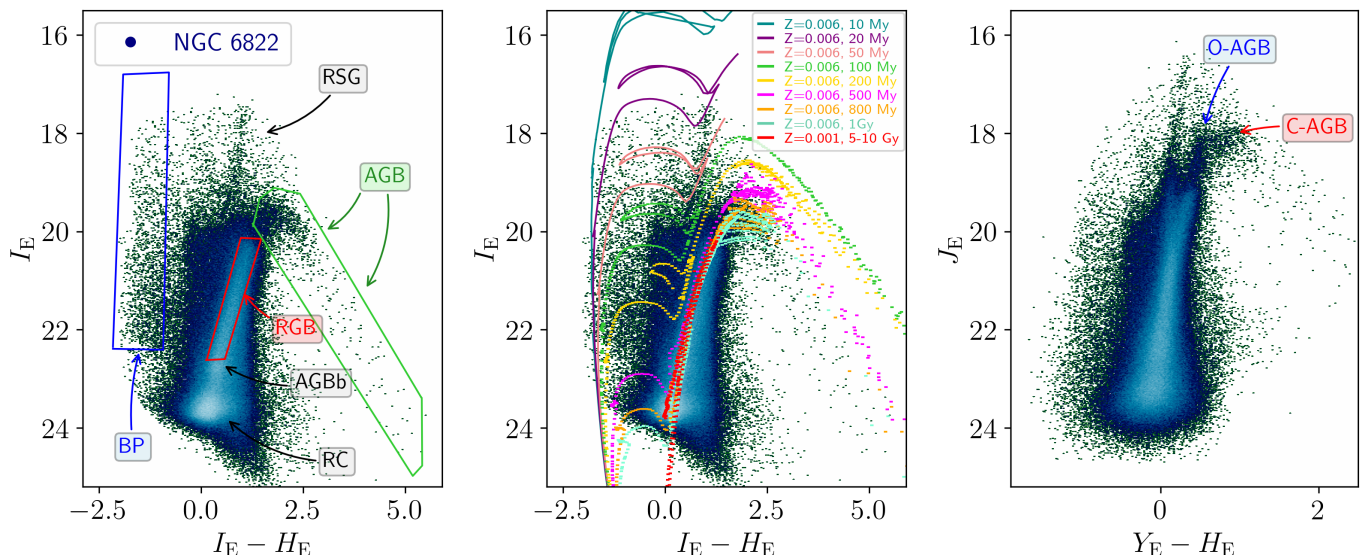 NGC 6822
RSG
AGB
RGB
AGBb
BP
RC
16
18
20
22
24
I_E
−2.5
0.0
2.5
5.0
I_E − H_E
Z=0.006, 10 My
Z=0.006, 20 My
Z=0.006, 50 My
Z=0.006, 100 My
Z=0.006, 200 My
Z=0.006, 500 My
Z=0.006, 800 My
Z=0.006, 1Gy
Z=0.001, 5-10 Gy
16
18
20
22
24
I_E
−2.5
0.0
2.5
5.0
I_E − H_E
O-AGB
C-AGB
16
18
20
22
24
J_E
0
2
Y_E − H_E